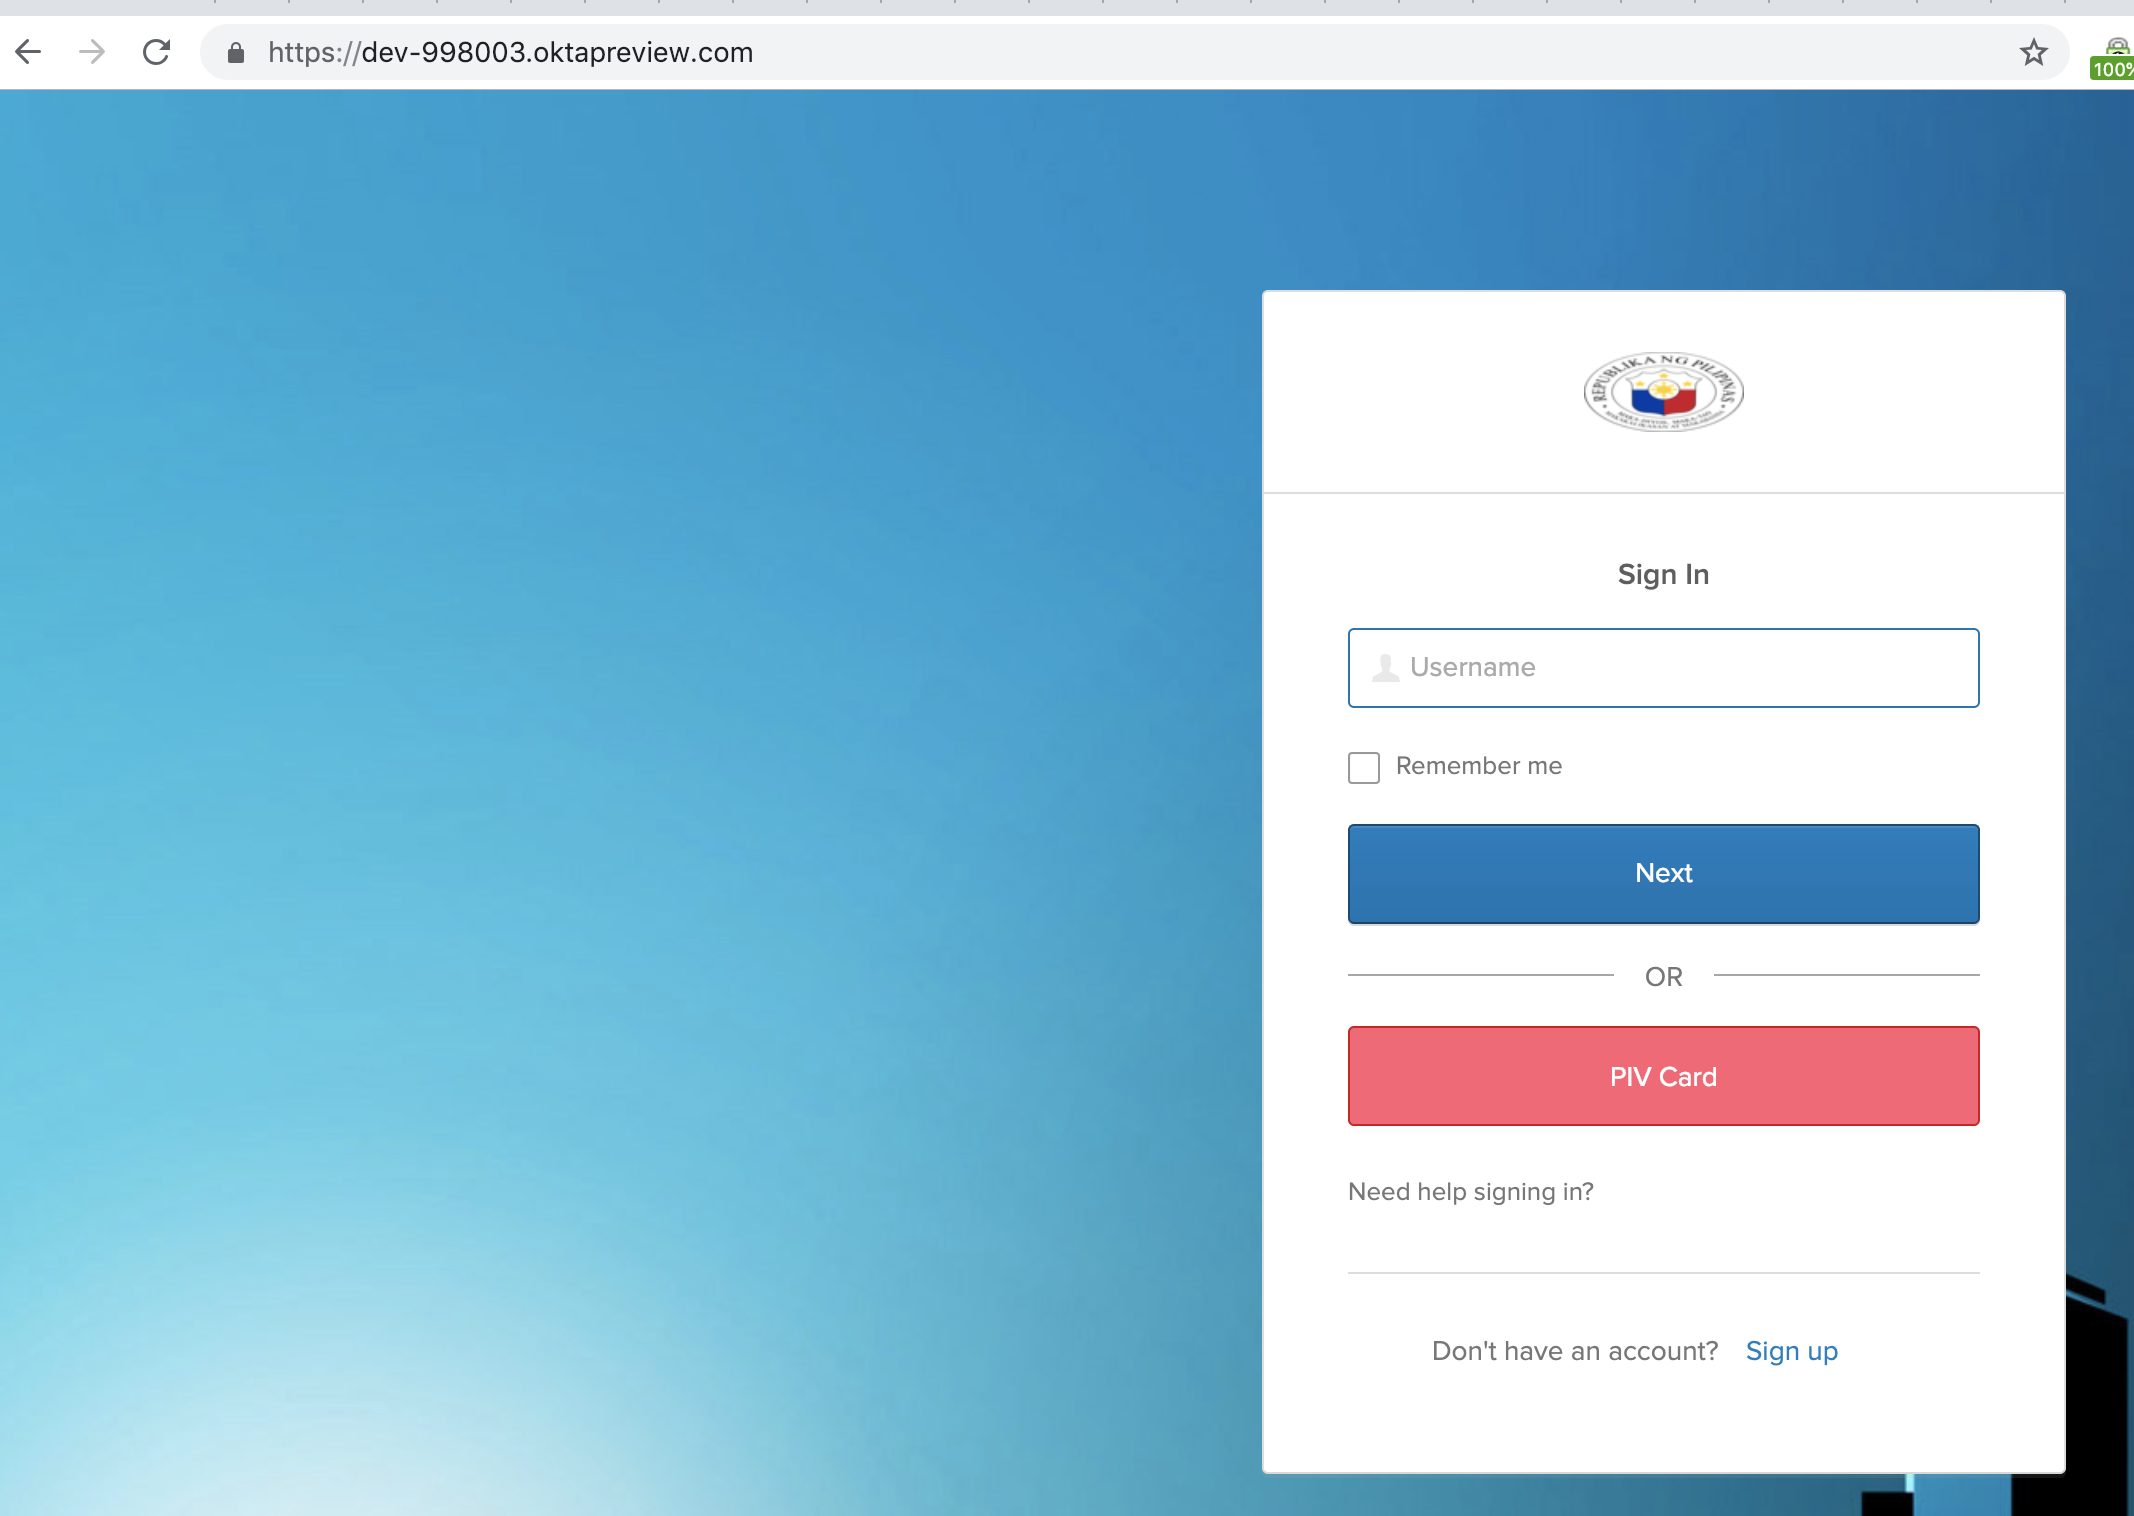 https://dev-998003.oktapreview.com
100%
REPUBLIKA NG PILIPINAS
Sign In
Username
Remember me
Next
OR
PIV Card
Need help signing in?
Don't have an account? Sign up